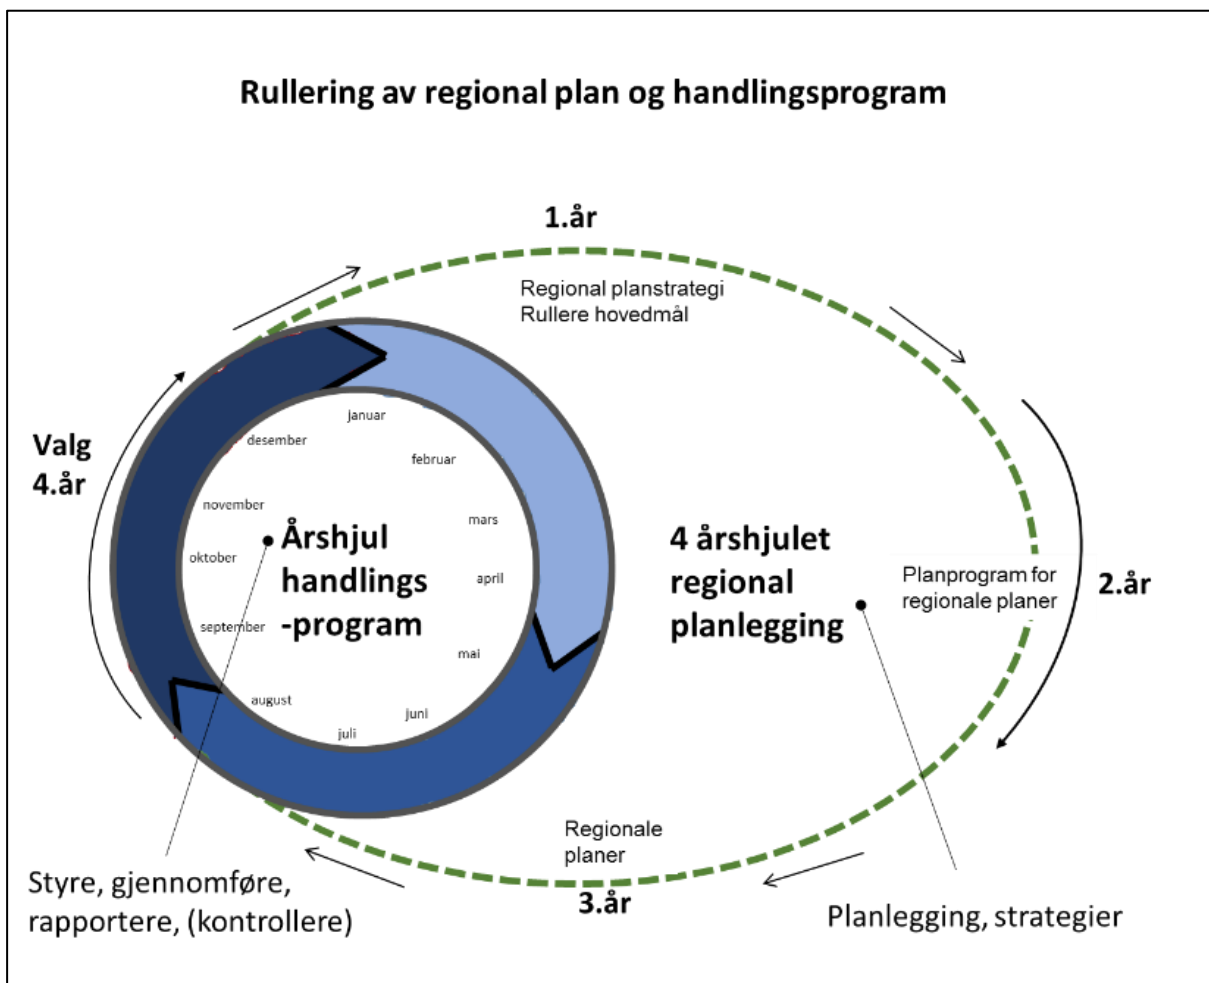 Rullering av regional plan og handlingsprogram
1.år
Regional planstrategi
Rullere hovedmål
Valg
4.år
januar
februar
mars
april
mai
juni
juli
august
september
oktober
november
desember
Årshjul
handlings
-program
4 årshjulet
regional
planlegging
Planprogram for
regionale planer
2.år
Regionale
planer
3.år
Styre, gjennomføre,
rapportere, (kontrollere)
Planlegging, strategier